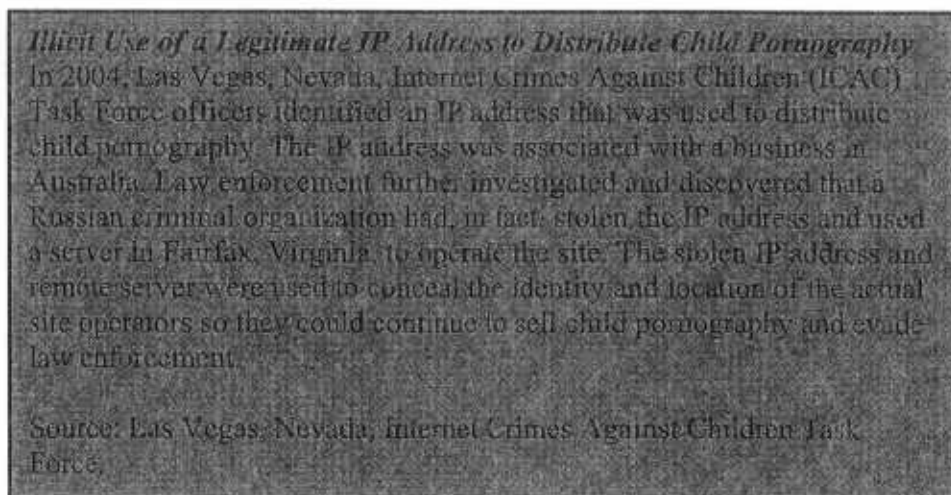 Illicit Use of a Legitimate IP Address to Distribute Child Pornography
In 2004, Las Vegas, Nevada, Internet Crimes Against Children (ICAC)
Task Force officers identified an IP address that was used to distribute
child pornography. The IP address was associated with a business in
Australia. Law enforcement further investigated and discovered that a
Russian criminal organization had, in fact, stolen the IP address and used
a server in Fairfax, Virginia, to operate the site. The stolen IP address and
remote server were used to conceal the identity and location of the actual
site operators so they could continue to sell child pornography and evade
law enforcement.
Source: Las Vegas, Nevada, Internet Crimes Against Children Task
Force.